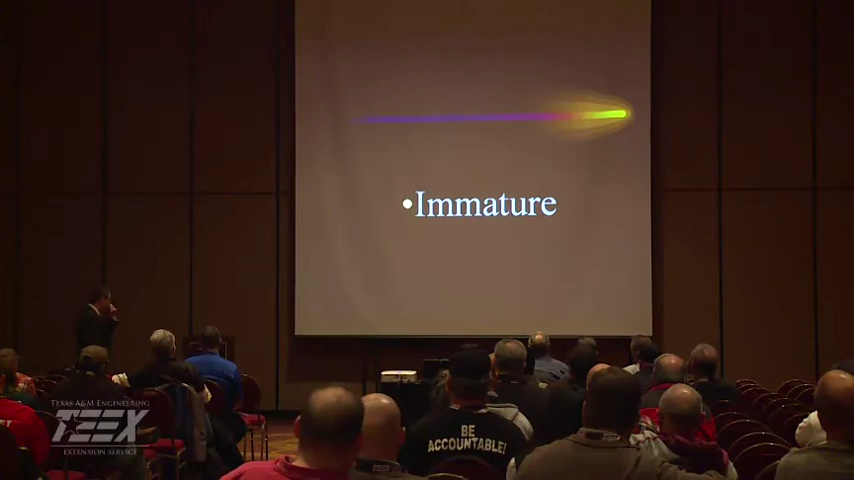 •Immature
BE
ACCOUNTABLE!
TEXAS A&M ENGINEERING
TEEX
EXTENSION SERVICE